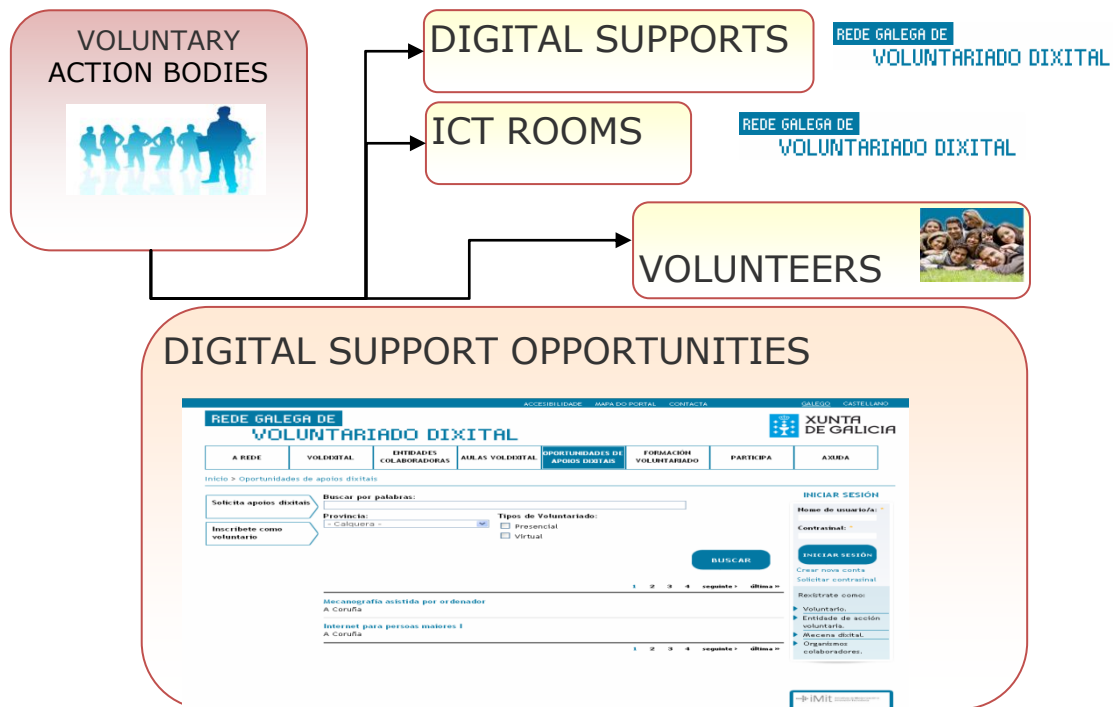 VOLUNTARY
ACTION BODIES
DIGITAL SUPPORTS
REDE GALEGA DE
VOLUNTARIADO DIXITAL
ICT ROOMS
REDE GALEGA DE
VOLUNTARIADO DIXITAL
VOLUNTEERS
DIGITAL SUPPORT OPPORTUNITIES
ACCESIBILIDADE MAPA DO PORTAL CONTACTA GALEGO CASTELLANO
REDE GALEGA DE
VOLUNTARIADO DIXITAL
XUNTA
DE GALICIA
A REDE
VOLDIXITAL
ENTIDADES
COLABORADORAS
AULAS VOLDIXITAL
OPORTUNIDADES DE
APOIOS DIXITAIS
FORMACIÓN
VOLUNTARIADO
PARTICIPA
AXUDA
Inicio > Oportunidades de apoios dixitais
Solicita apoios dixitais
Inscríbete como
voluntario
Buscar por palabras:
Provincia:
- Calquera -
Tipos de Voluntariado:
Presencial
Virtual
BUSCAR
1 2 3 4 seguinte › última »
Mecanografía asistida por ordenador
A Coruña
Internet para persoas maiores I
A Coruña
1 2 3 4 seguinte › última »
INICIAR SESIÓN
Nome de usuario/a: *
Contrasinal: *
INICIAR SESIÓN
Crear nova conta
Solicitar contrasinal
Rexístrate como:
Voluntario.
Entidade de acción
voluntaria.
Mecena dixital.
Organismos
colaboradores.
iMit